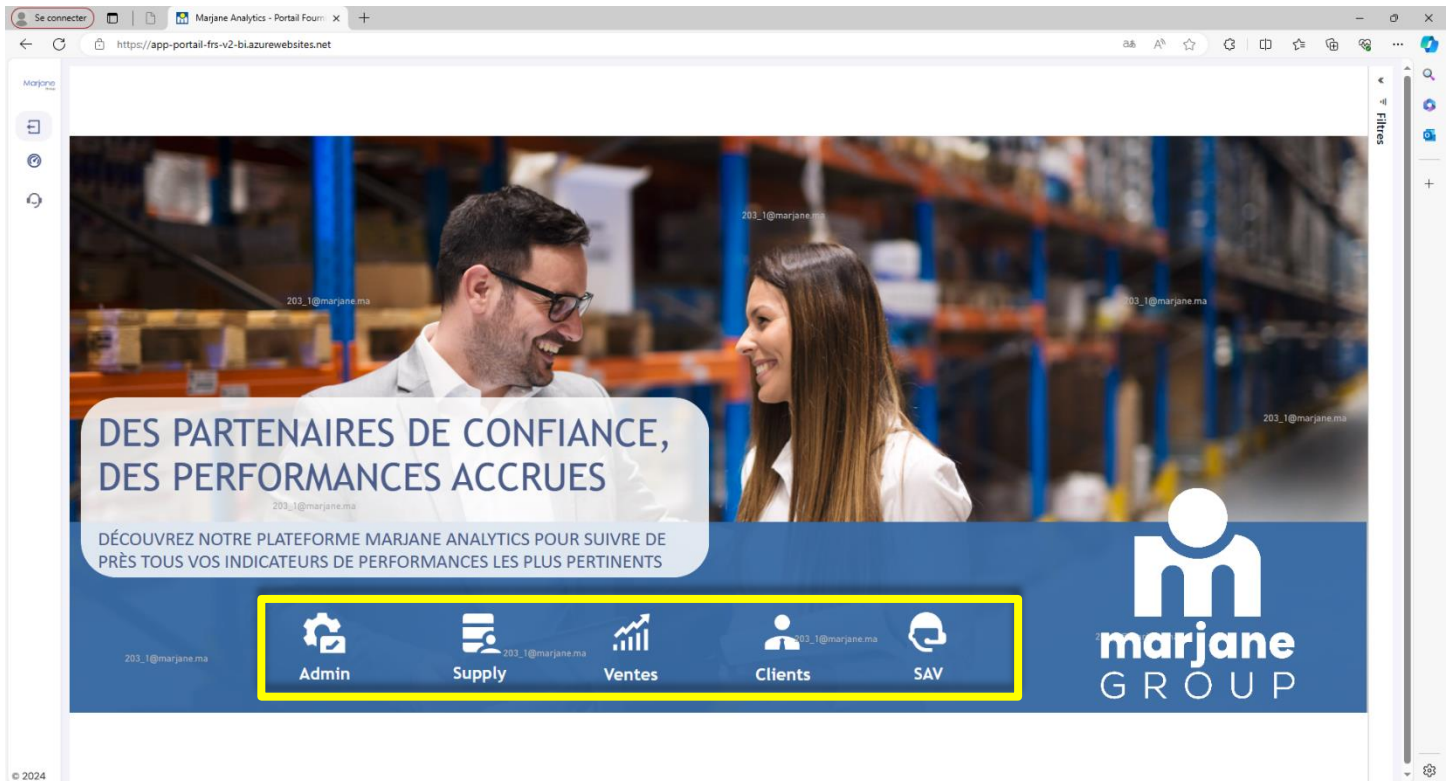 Se connecter
Marjane Analytics - Portail Fourn
https://app-portail-frs-v2-bi.azurewebsites.net
Marjane
Filtres
203_1@marjane.ma
203_1@marjane.ma
203_1@marjane.ma
203_1@marjane.ma
DES PARTENAIRES DE CONFIANCE,
DES PERFORMANCES ACCRUES
203_1@marjane.ma
DÉCOUVREZ NOTRE PLATEFORME MARJANE ANALYTICS POUR SUIVRE DE
PRÈS TOUS VOS INDICATEURS DE PERFORMANCES LES PLUS PERTINENTS
203_1@marjane.ma
203_1@marjane.ma
203_1@marjane.ma
Admin
Supply
Ventes
Clients
SAV
marjane
GROUP
© 2024